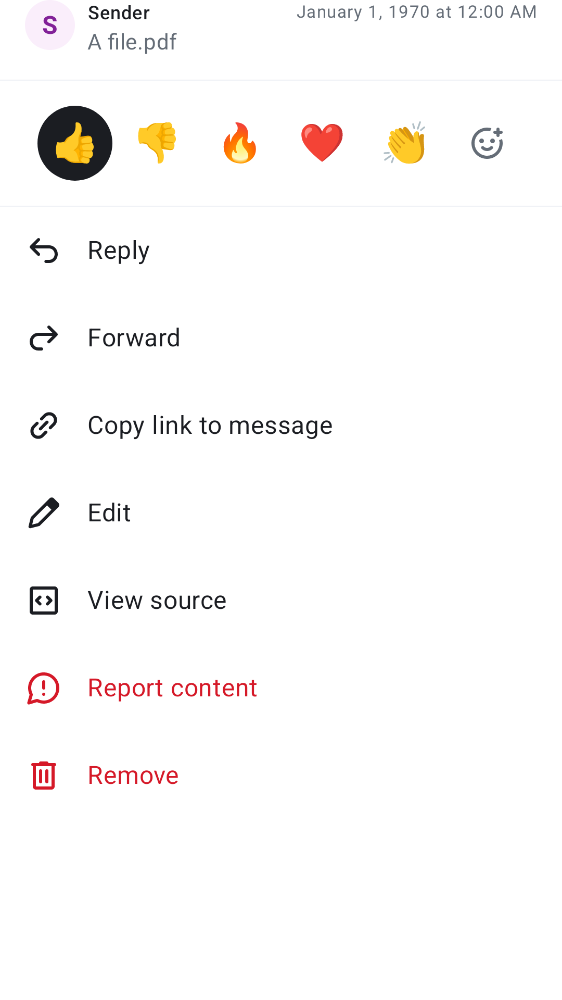 S
Sender
January 1, 1970 at 12:00 AM
A file.pdf
Reply
Forward
Copy link to message
Edit
View source
Report content
Remove